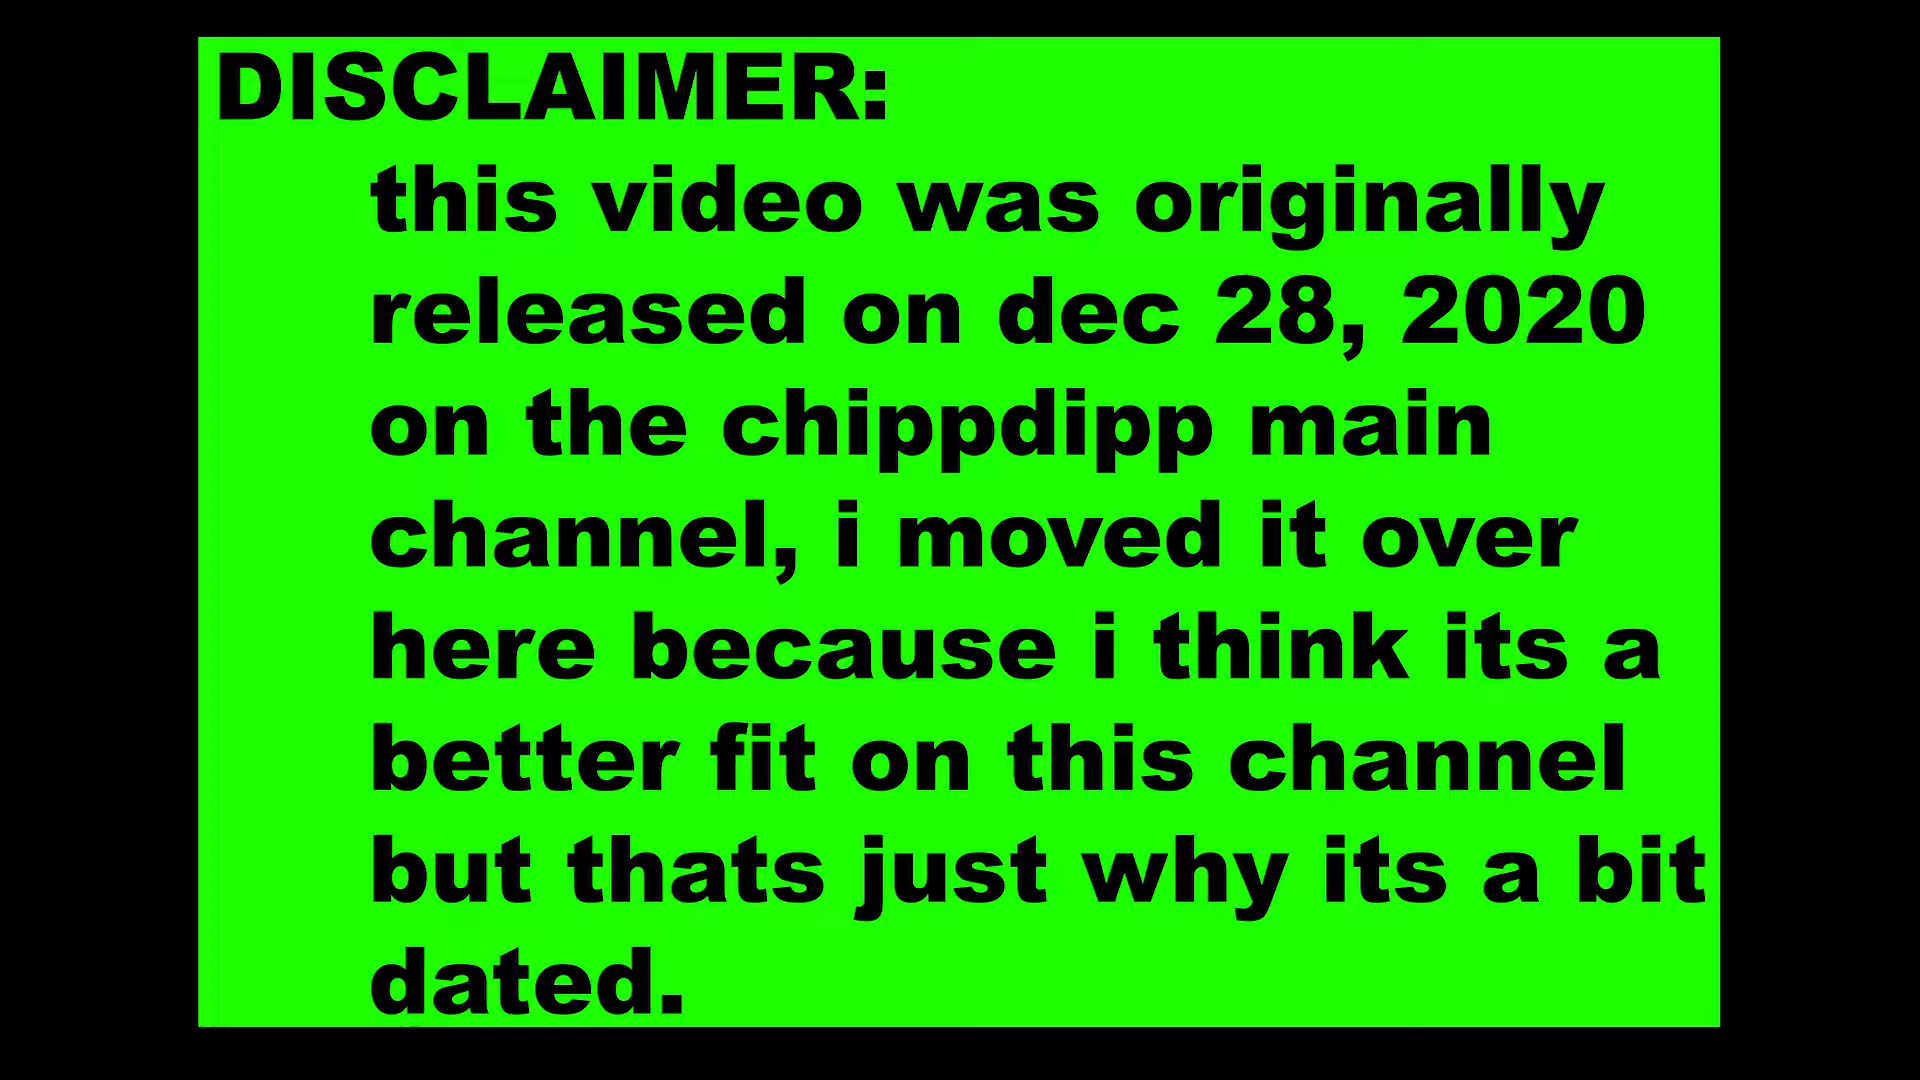 DISCLAIMER:
this video was originally
released on dec 28, 2020
on the chippdipp main
channel, i moved it over
here because i think its a
better fit on this channel
but thats just why its a bit
dated.